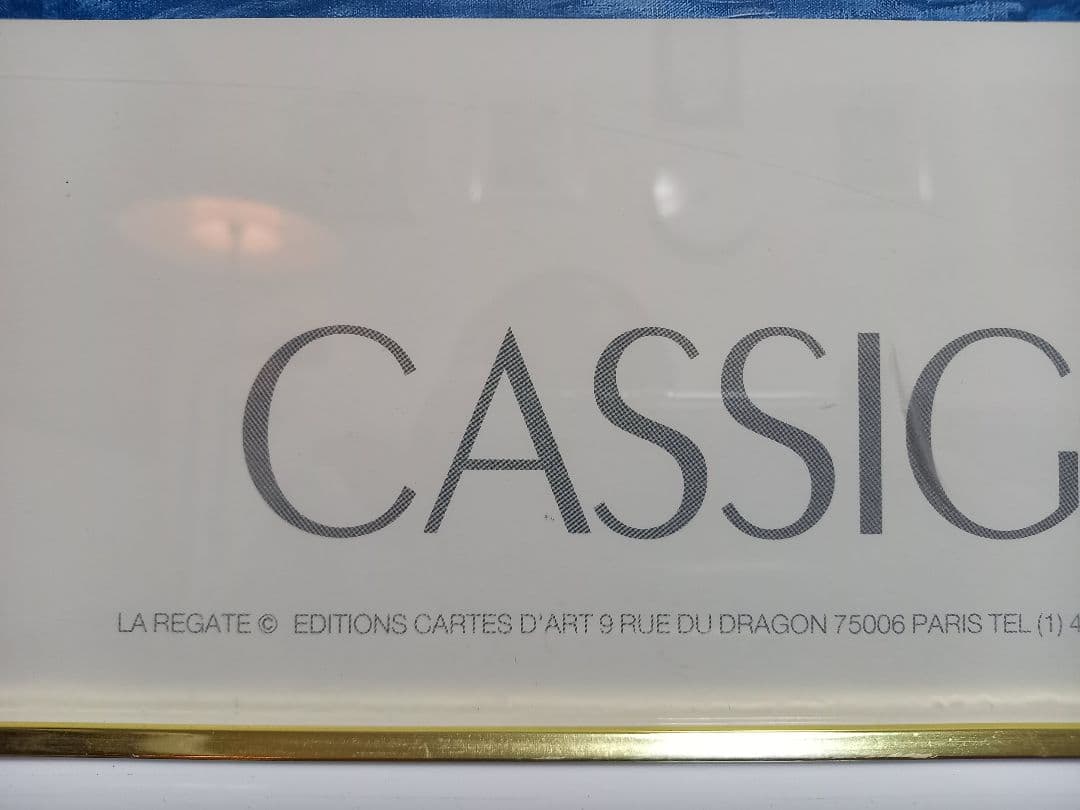 CASSIG
LA REGATE © EDITIONS CARTES D'ART 9 RUE DU DRAGON 75006 PARIS TEL (1) 4